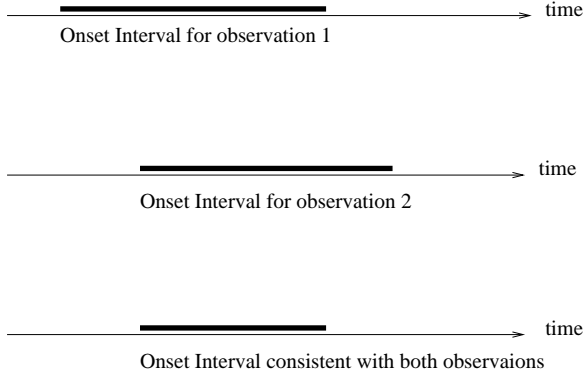 time
Onset Interval for observation 1
time
Onset Interval for observation 2
time
Onset Interval consistent with both observaions